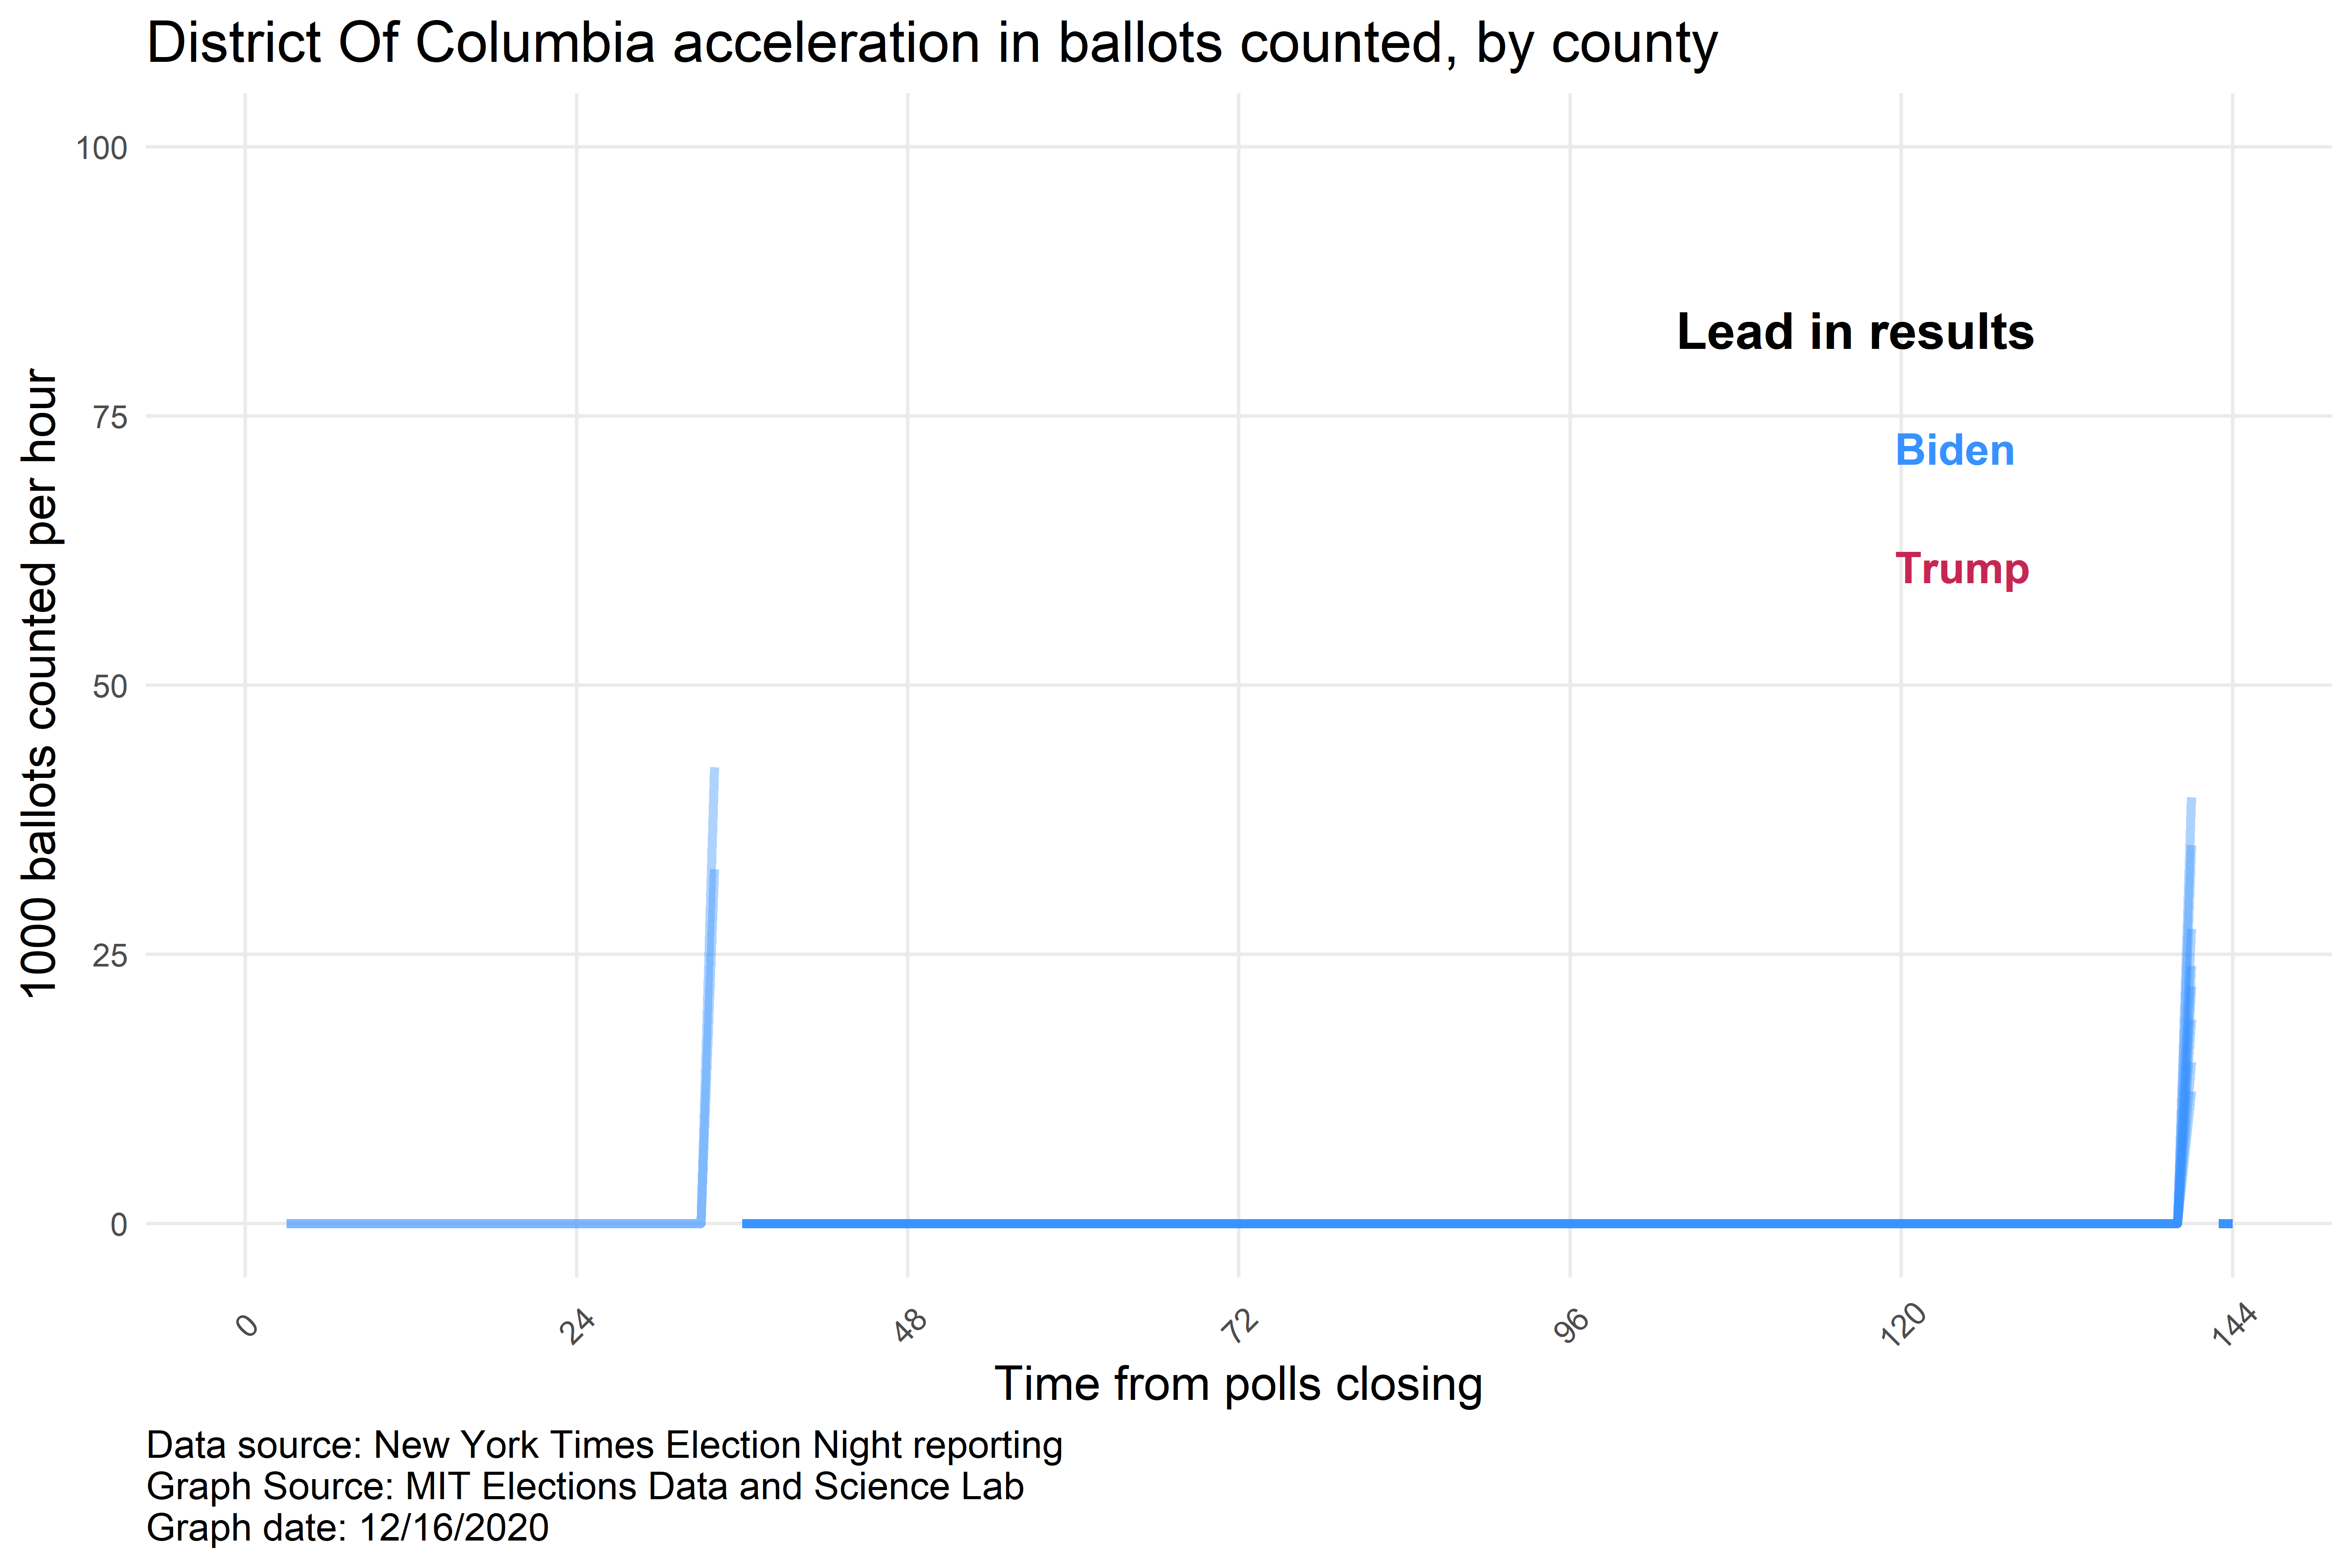 District Of Columbia acceleration in ballots counted, by county
1000 ballots counted per hour
100
75
50
25
0
Lead in results
Biden
Trump
0
24
48
72
96
120
144
Time from polls closing
Data source: New York Times Election Night reporting
Graph Source: MIT Elections Data and Science Lab
Graph date: 12/16/2020